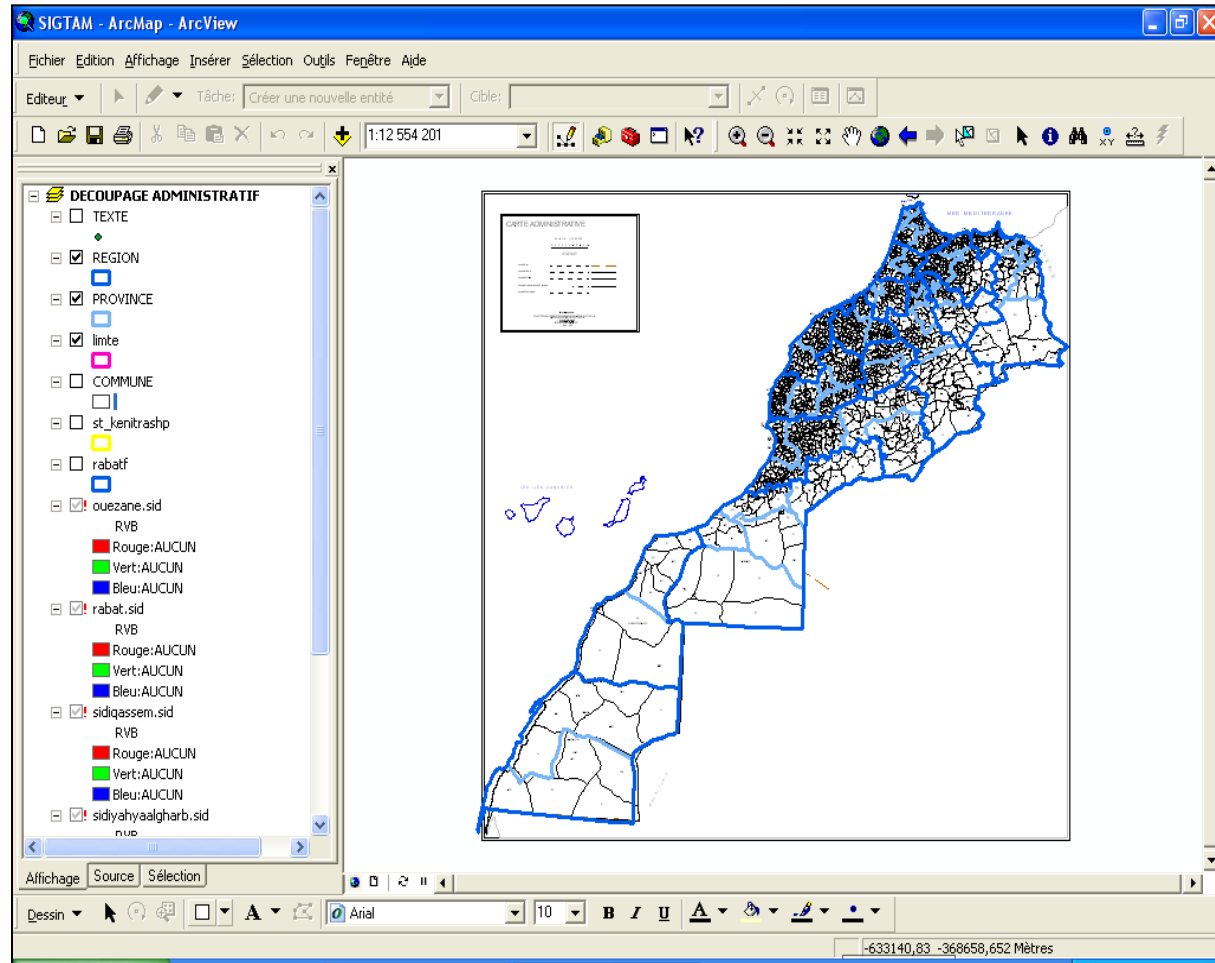 SIGTAM - ArcMap - ArcView
Fichier Edition Affichage Insérer Sélection Outils Fenêtre Aide
Editeur Tâche: Créer une nouvelle entité Cible:
1:12 554 201
DECOUPAGE ADMINISTRATIF
TEXTE
REGION
PROVINCE
limte
COMMUNE
st_kenitrashp
rabatf
ouezane.sid
RVB
Rouge:AUCUN
Vert:AUCUN
Bleu:AUCUN
rabat.sid
RVB
Rouge:AUCUN
Vert:AUCUN
Bleu:AUCUN
sidiqassem.sid
RVB
Rouge:AUCUN
Vert:AUCUN
Bleu:AUCUN
sidiyahyaalgharb.sid
RVB
CARTE ADMINISTRATIVE
MER MEDITERRANEE
Affichage Source Sélection
Dessin A Arial 10 B I U A
-633140,83 -368658,652 Mètres